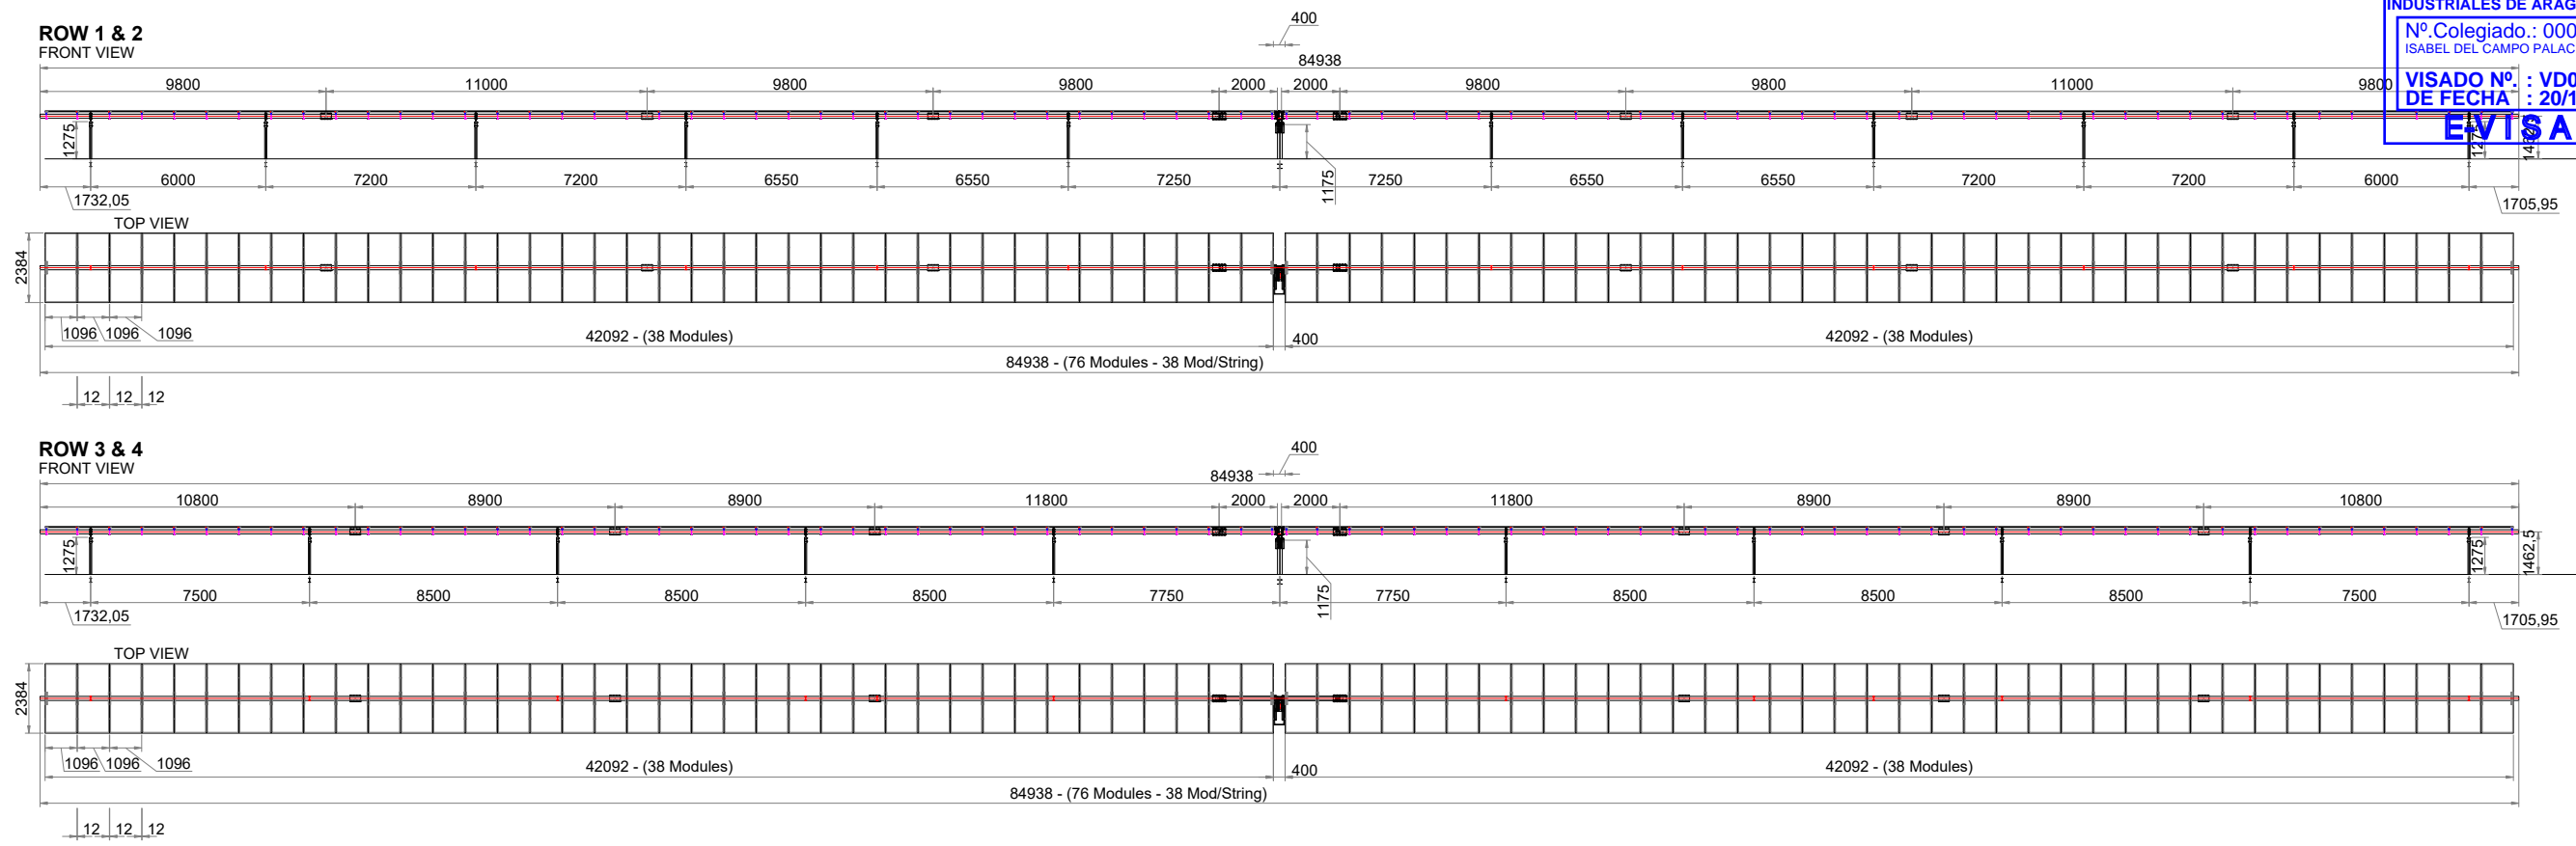 INDUSTRIALES DE ARAG
Nº.Colegiado.: 000
ISABEL DEL CAMPO PALAC
VISADO Nº. : VD0
DE FECHA : 20/1
E-VISA
ROW 1 & 2
FRONT VIEW
400
84938
9800 11000 9800 9800 2000 2000 9800 9800 11000 9800
1275 1175 1275
6000 7200 7200 6550 6550 7250 7250 6550 6550 7200 7200 6000
1732,05 1705,95
TOP VIEW
2384
1096 1096 1096
42092 - (38 Modules) 400 42092 - (38 Modules)
84938 - (76 Modules - 38 Mod/String)
12 12 12
ROW 3 & 4
FRONT VIEW
400
84938
10800 8900 8900 11800 2000 2000 11800 8900 8900 10800
1275 1175 1275 1462,5
7500 8500 8500 8500 7750 7750 8500 8500 8500 7500
1732,05 1705,95
TOP VIEW
2384
1096 1096 1096
42092 - (38 Modules) 400 42092 - (38 Modules)
84938 - (76 Modules - 38 Mod/String)
12 12 12